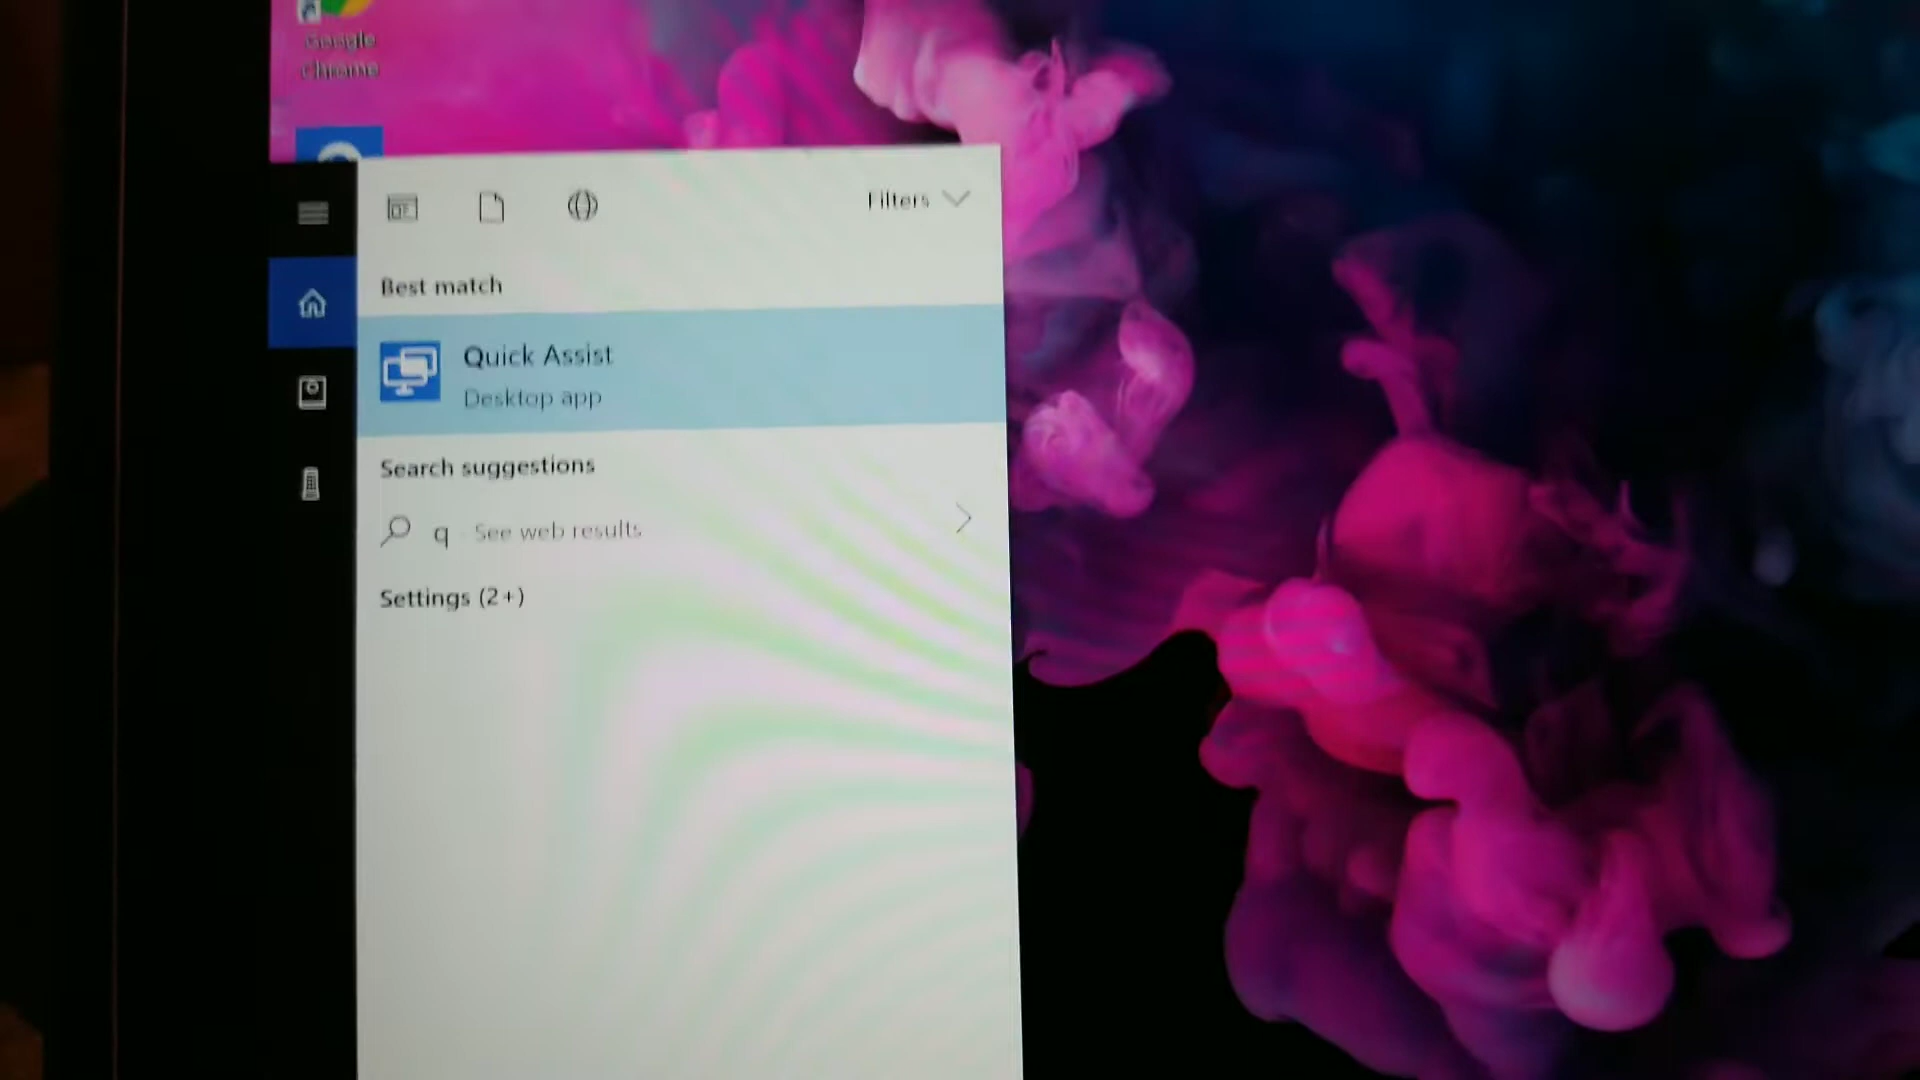 Google
Chrome
Filters
Best match
Quick Assist
Desktop app
Search suggestions
q - See web results
Settings (2+)